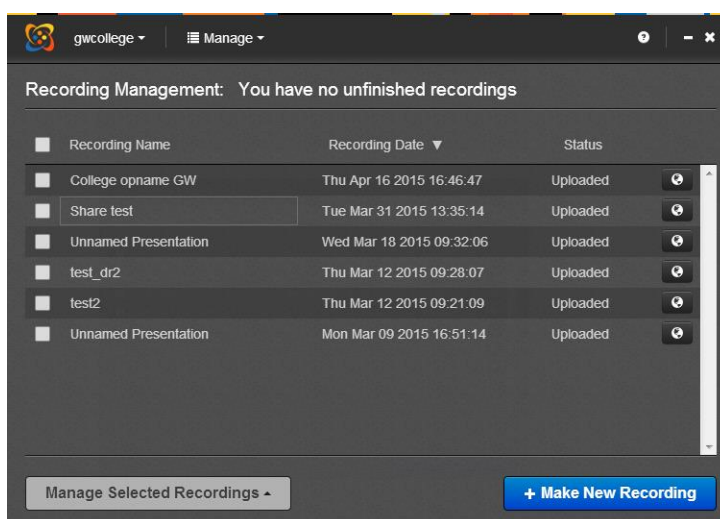 gwcollege Manage
Recording Management: You have no unfinished recordings
Recording Name Recording Date ▼ Status
College opname GW Thu Apr 16 2015 16:46:47 Uploaded
Share test Tue Mar 31 2015 13:35:14 Uploaded
Unnamed Presentation Wed Mar 18 2015 09:32:06 Uploaded
test_dr2 Thu Mar 12 2015 09:28:07 Uploaded
test2 Thu Mar 12 2015 09:21:09 Uploaded
Unnamed Presentation Mon Mar 09 2015 16:51:14 Uploaded
Manage Selected Recordings + Make New Recording